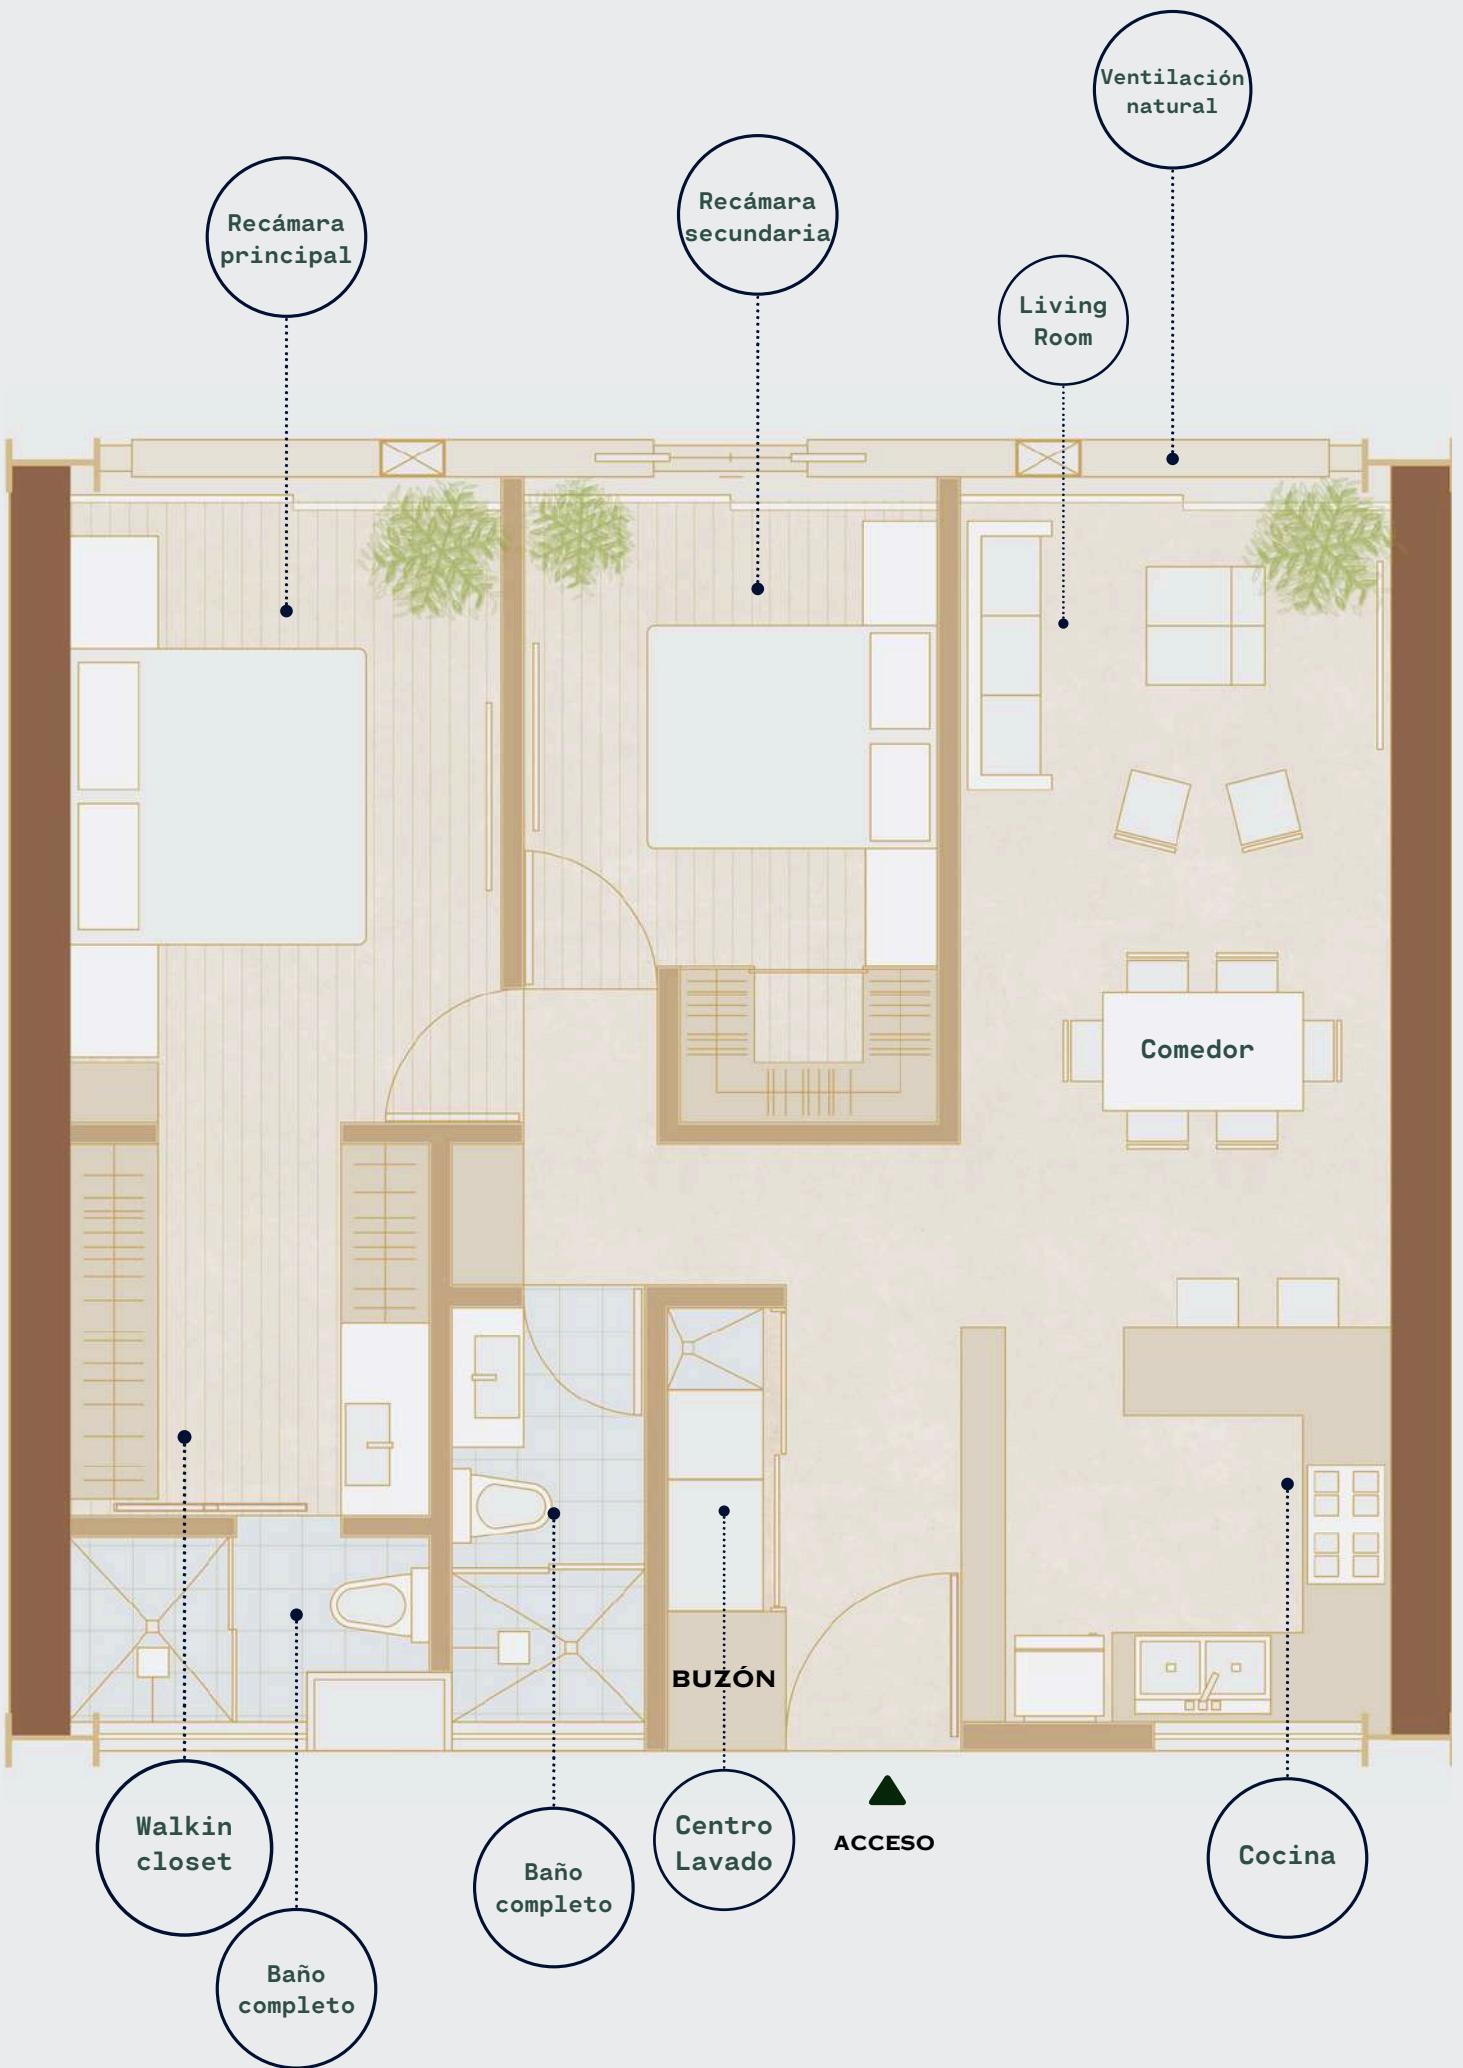 Ventilación
natural
Recámara
principal
Recámara
secundaria
Living
Room
Comedor
BUZÓN
ACCESO
Walkin
closet
Centro
Lavado
Baño
completo
Cocina
Baño
completo